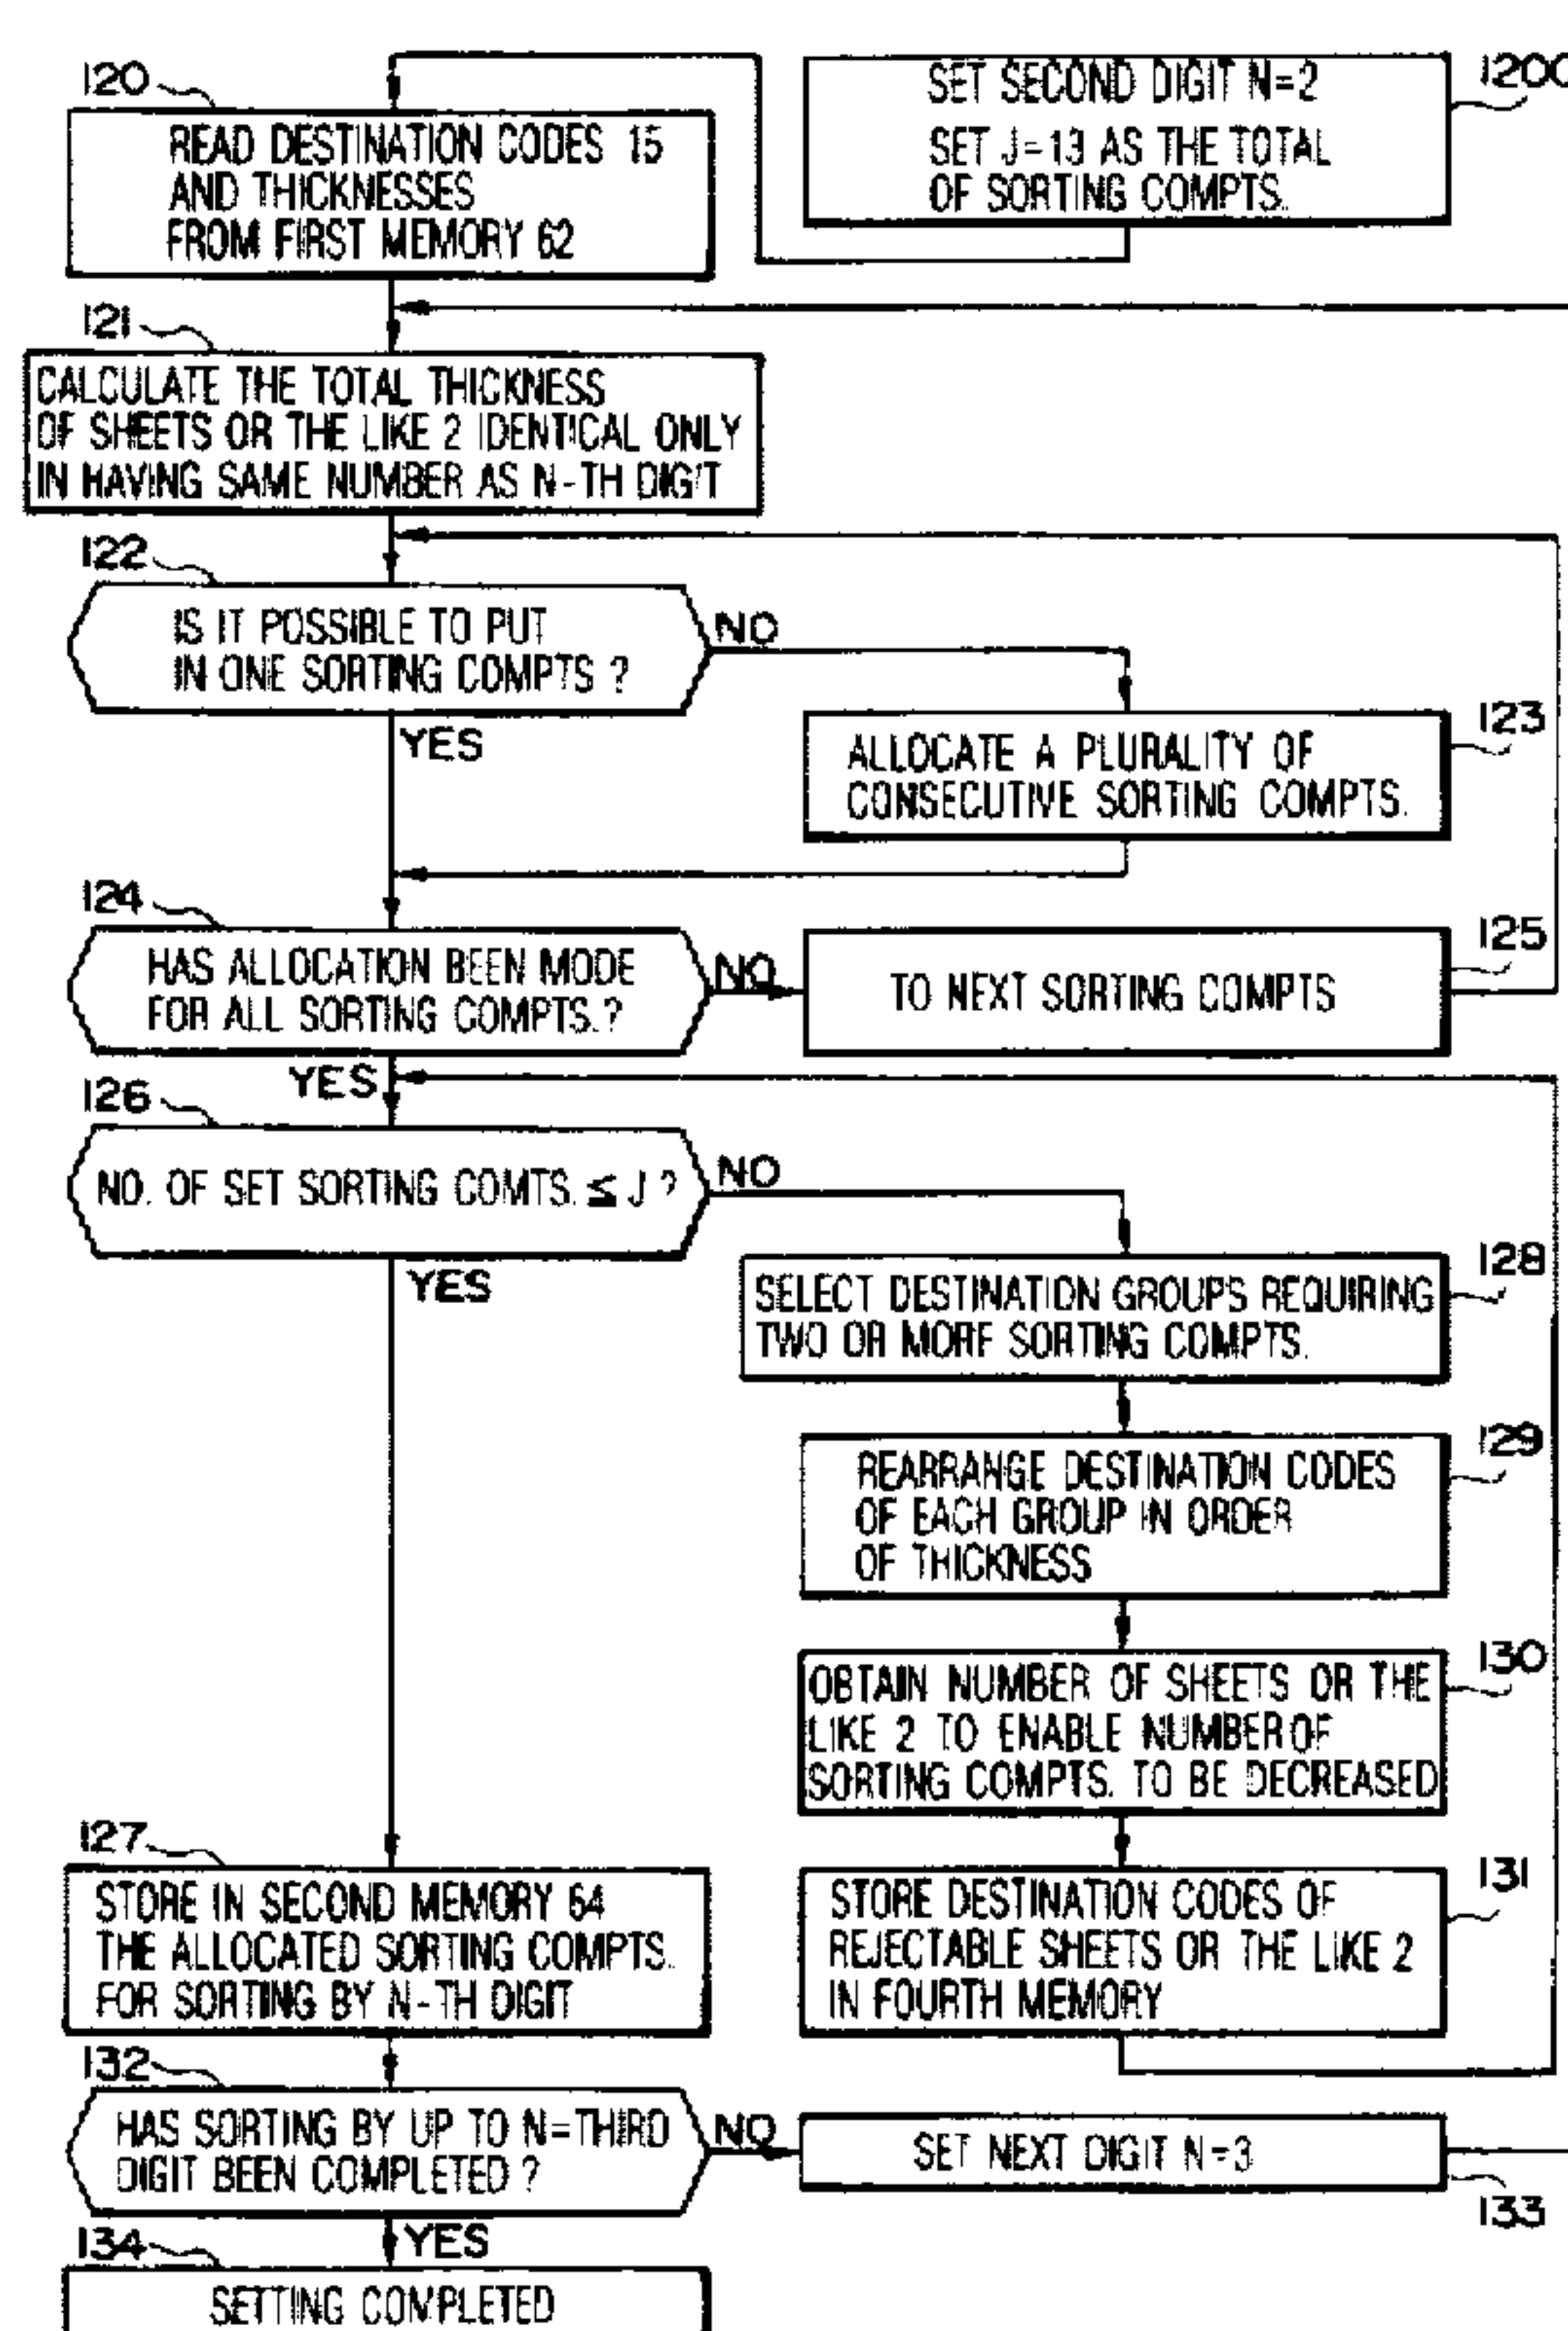 SET SECOND DIGIT N=2
SET J=13 AS THE TOTAL
OF SORTING COMPTS.
120
READ DESTINATION CODES 15
AND THICKNESSES
FROM FIRST MEMORY 62
121
CALCULATE THE TOTAL THICKNESS
OF SHEETS OR THE LIKE 2 IDENTICAL ONLY
IN HAVING SAME NUMBER AS N-TH DIGIT
122
IS IT POSSIBLE TO PUT
IN ONE SORTING COMPTS ?
NO
YES
123
ALLOCATE A PLURALITY OF
CONSECUTIVE SORTING COMPTS.
124
HAS ALLOCATION BEEN MODE
FOR ALL SORTING COMPTS.?
NO
YES
125
TO NEXT SORTING COMPTS
126
NO. OF SET SORTING COMTS. ≦ J ?
NO
YES
128
SELECT DESTINATION GROUPS REQUIRING
TWO OR MORE SORTING COMPTS.
129
REARRANGE DESTINATION CODES
OF EACH GROUP IN ORDER
OF THICKNESS
130
OBTAIN NUMBER OF SHEETS OR THE
LIKE 2 TO ENABLE NUMBER OF
SORTING COMPTS. TO BE DECREASED
127
STORE IN SECOND MEMORY 64
THE ALLOCATED SORTING COMPTS.
FOR SORTING BY N-TH DIGIT
131
STORE DESTINATION CODES OF
REJECTABLE SHEETS OR THE LIKE 2
IN FOURTH MEMORY
132
HAS SORTING BY UP TO N=THIRD
DIGIT BEEN COMPLETED ?
NO
YES
SET NEXT DIGIT N=3
133
134
SETTING COMPLETED